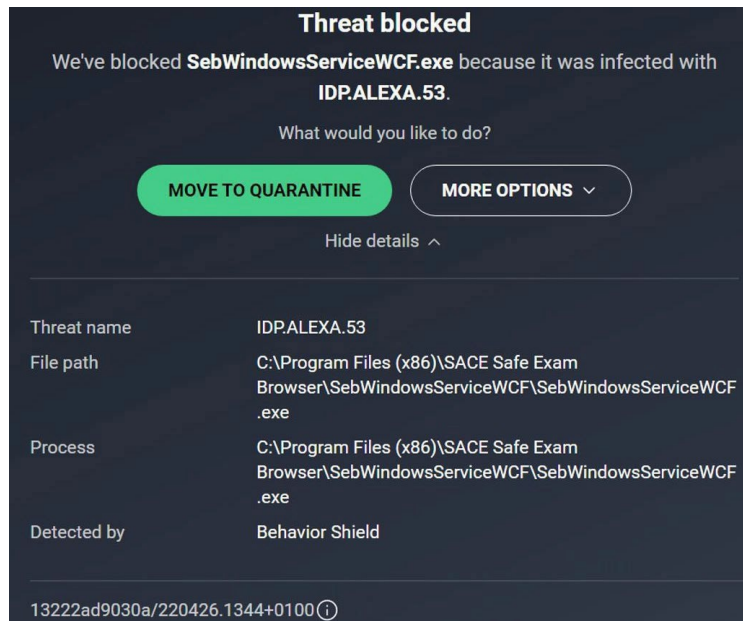 Threat blocked
We've blocked SebWindowsServiceWCF.exe because it was infected with
IDP.ALEXA.53.
What would you like to do?
MOVE TO QUARANTINE
MORE OPTIONS
Hide details
Threat name IDP.ALEXA.53
File path C:\Program Files (x86)\SACE Safe Exam
Browser\SebWindowsServiceWCF\SebWindowsServiceWCF
.exe
Process C:\Program Files (x86)\SACE Safe Exam
Browser\SebWindowsServiceWCF\SebWindowsServiceWCF
.exe
Detected by Behavior Shield
13222ad9030a/220426.1344+0100